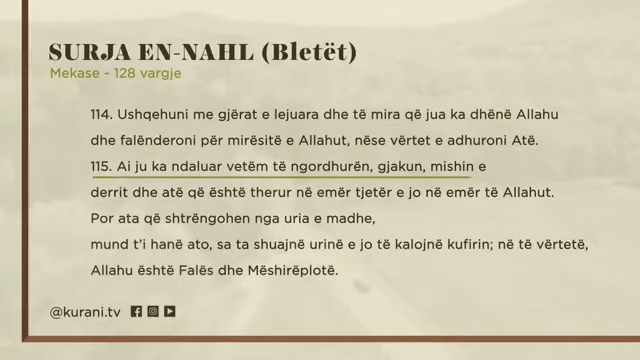 SURJA EN-NAHL (Bletët)
Mekase - 128 vargje
114. Ushqehuni me gjërat e lejuara dhe të mira që jua ka dhënë Allahu
dhe falënderoni për mirësitë e Allahut, nëse vërtet e adhuroni Atë.
115. Ai ju ka ndaluar vetëm të ngordhurën, gjakun, mishin e
derrit dhe atë që është therur në emër tjetër e jo në emër të Allahut.
Por ata që shtrëngohen nga uria e madhe,
mund t'i hanë ato, sa ta shuajnë urinë e jo të kalojnë kufirin; në të vërtetë,
Allahu është Falës dhe Mëshirëplotë.
@kurani.tv